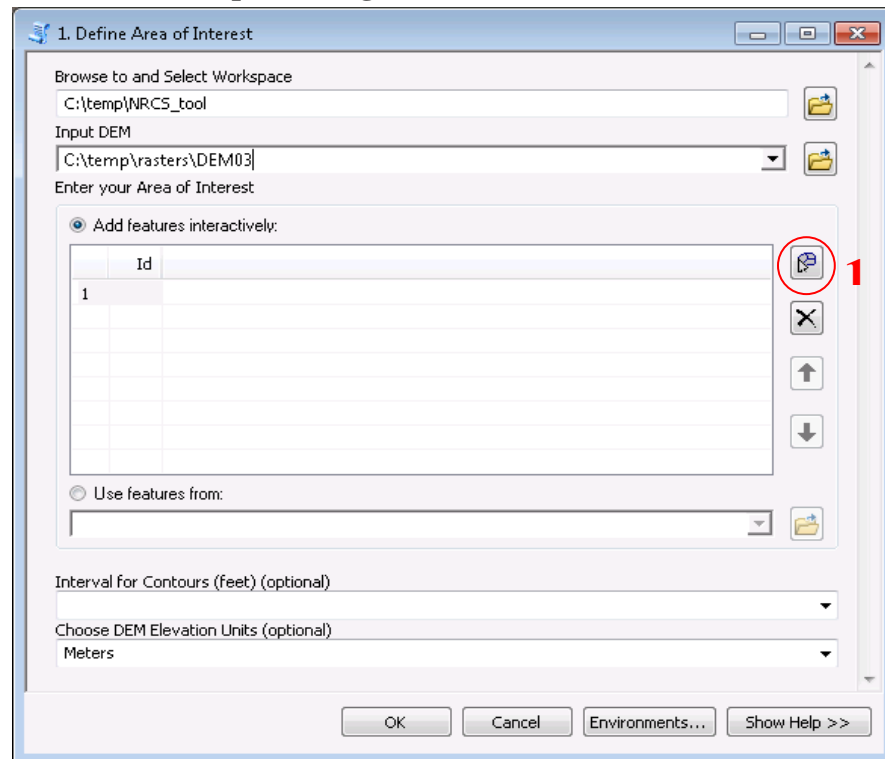 1. Define Area of Interest
Browse to and Select Workspace
C:\temp\NRCS_tool
Input DEM
C:\temp\rasters\DEM03
Enter your Area of Interest
Add features interactively:
Id
1
1
Use features from:
Interval for Contours (feet) (optional)
Choose DEM Elevation Units (optional)
Meters
OK Cancel Environments... Show Help >>